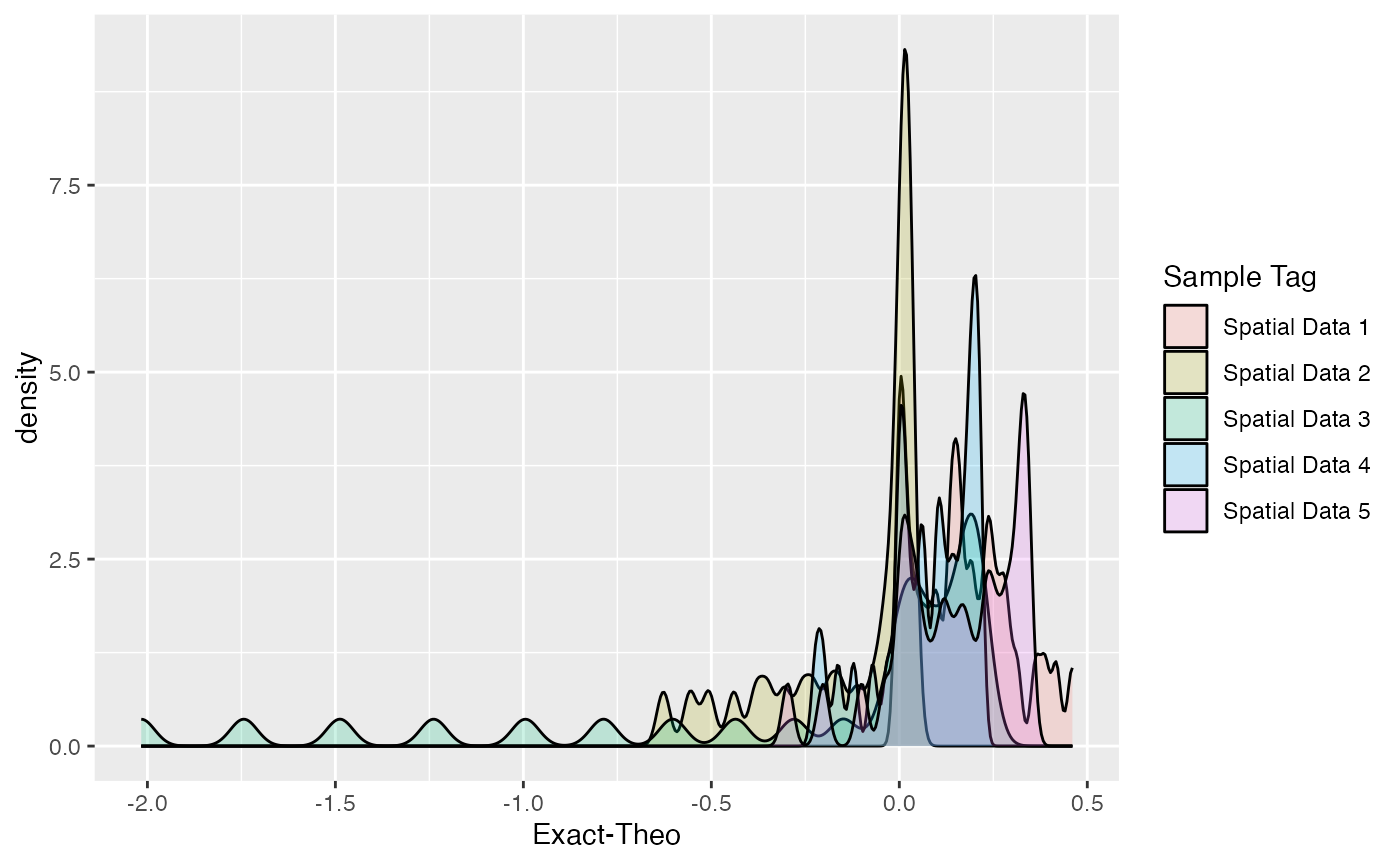 7.5
5.0
2.5
0.0
density
-2.0 -1.5 -1.0 -0.5 0.0 0.5
Exact-Theo
Sample Tag
Spatial Data 1
Spatial Data 2
Spatial Data 3
Spatial Data 4
Spatial Data 5